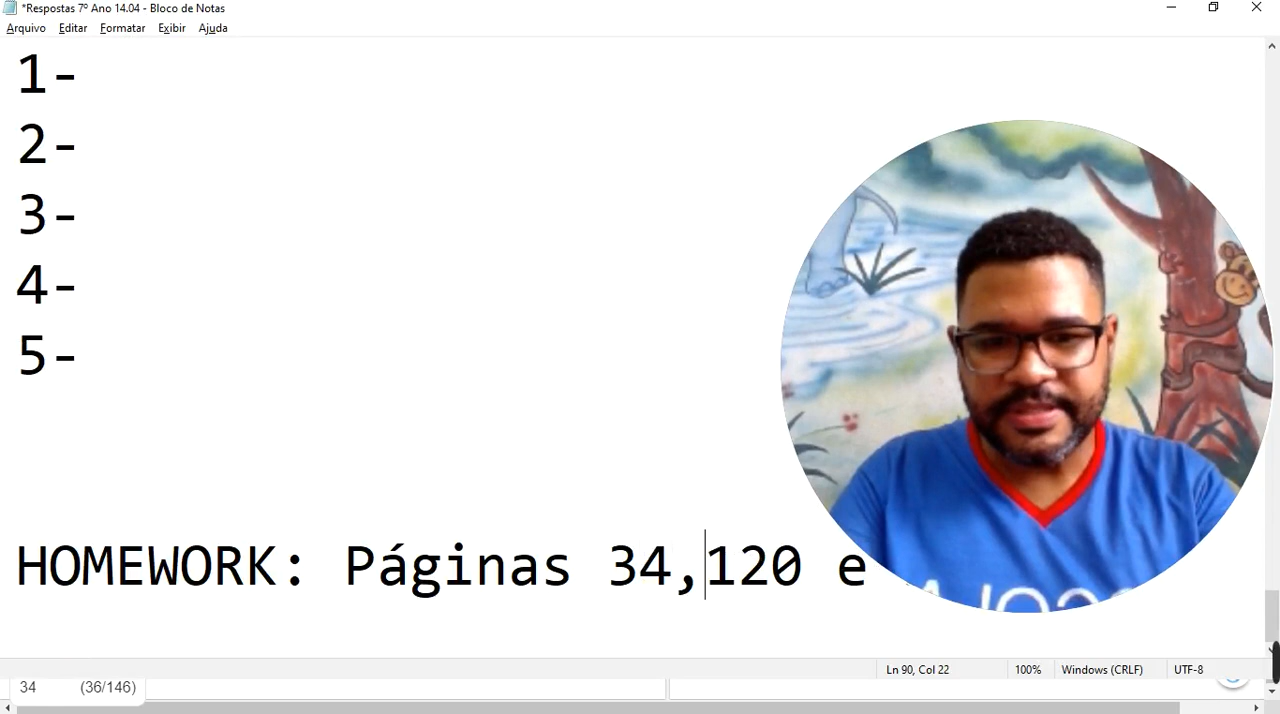 *Respostas 7º Ano 14.04 - Bloco de Notas
Arquivo Editar Formatar Exibir Ajuda
1-
2-
3-
4-
5-
HOMEWORK: Páginas 34,120 e
Ln 90, Col 22 100% Windows (CRLF) UTF-8
34 (36/146)